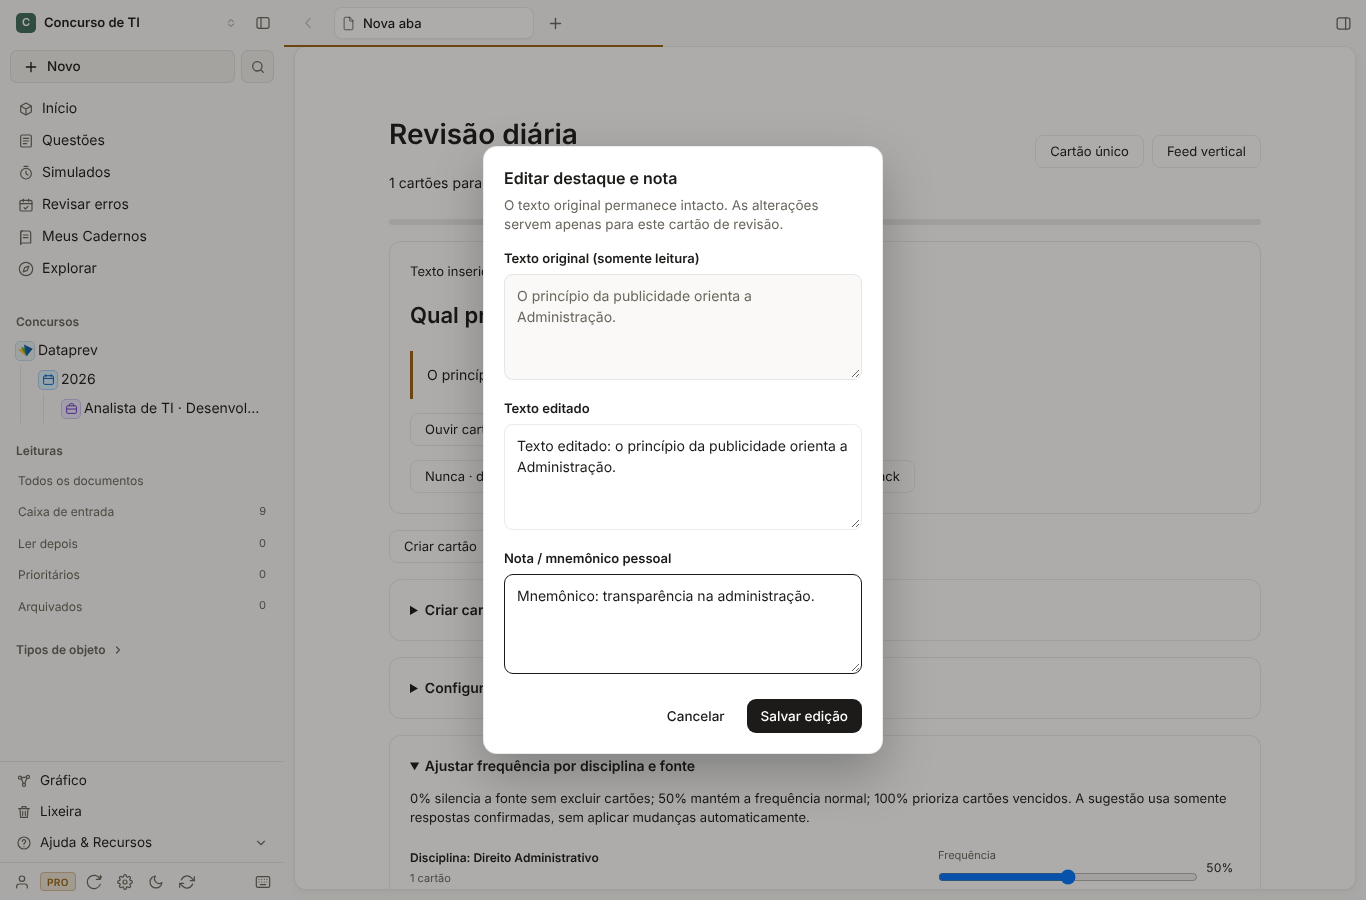 C Concurso de TI
Nova aba
Novo
Início
Questões
Simulados
Revisar erros
Meus Cadernos
Explorar
Concursos
Dataprev
2026
Analista de TI · Desenvol...
Leituras
Todos os documentos
Caixa de entrada 9
Ler depois 0
Prioritários 0
Arquivados 0
Tipos de objeto
Gráfico
Lixeira
Ajuda & Recursos
PRO
Revisão diária
Cartão único Feed vertical
1 cartões para
Texto inseri
Qual pr
O princíp
Ouvir cart
Nunca · d
ck
Criar cartão
Criar car
Configur
Editar destaque e nota
O texto original permanece intacto. As alterações
servem apenas para este cartão de revisão.
Texto original (somente leitura)
O princípio da publicidade orienta a
Administração.
Texto editado
Texto editado: o princípio da publicidade orienta a
Administração.
Nota / mnemônico pessoal
Mnemônico: transparência na administração.
Cancelar Salvar edição
Ajustar frequência por disciplina e fonte
0% silencia a fonte sem excluir cartões; 50% mantém a frequência normal; 100% prioriza cartões vencidos. A sugestão usa somente
respostas confirmadas, sem aplicar mudanças automaticamente.
Disciplina: Direito Administrativo
1 cartão
Frequência
50%